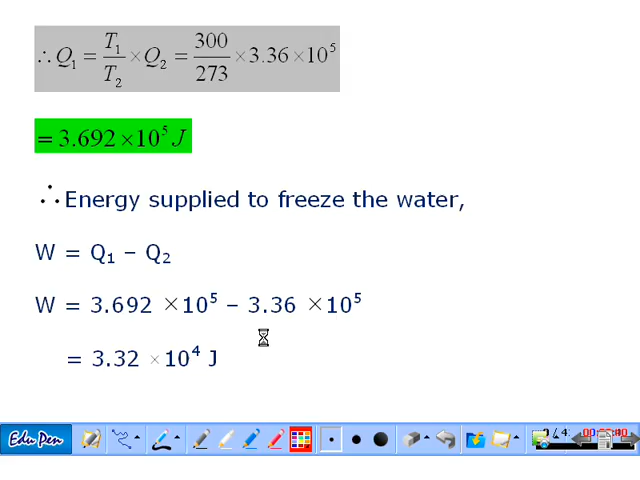 ∴ Q₁ = T₁/T₂ × Q₂ = 300/273 × 3.36 × 10⁵
= 3.692 × 10⁵ J
∴ Energy supplied to freeze the water,
W = Q₁ – Q₂
W = 3.692 × 10⁵ – 3.36 × 10⁵
= 3.32 × 10⁴ J
Edu Pen